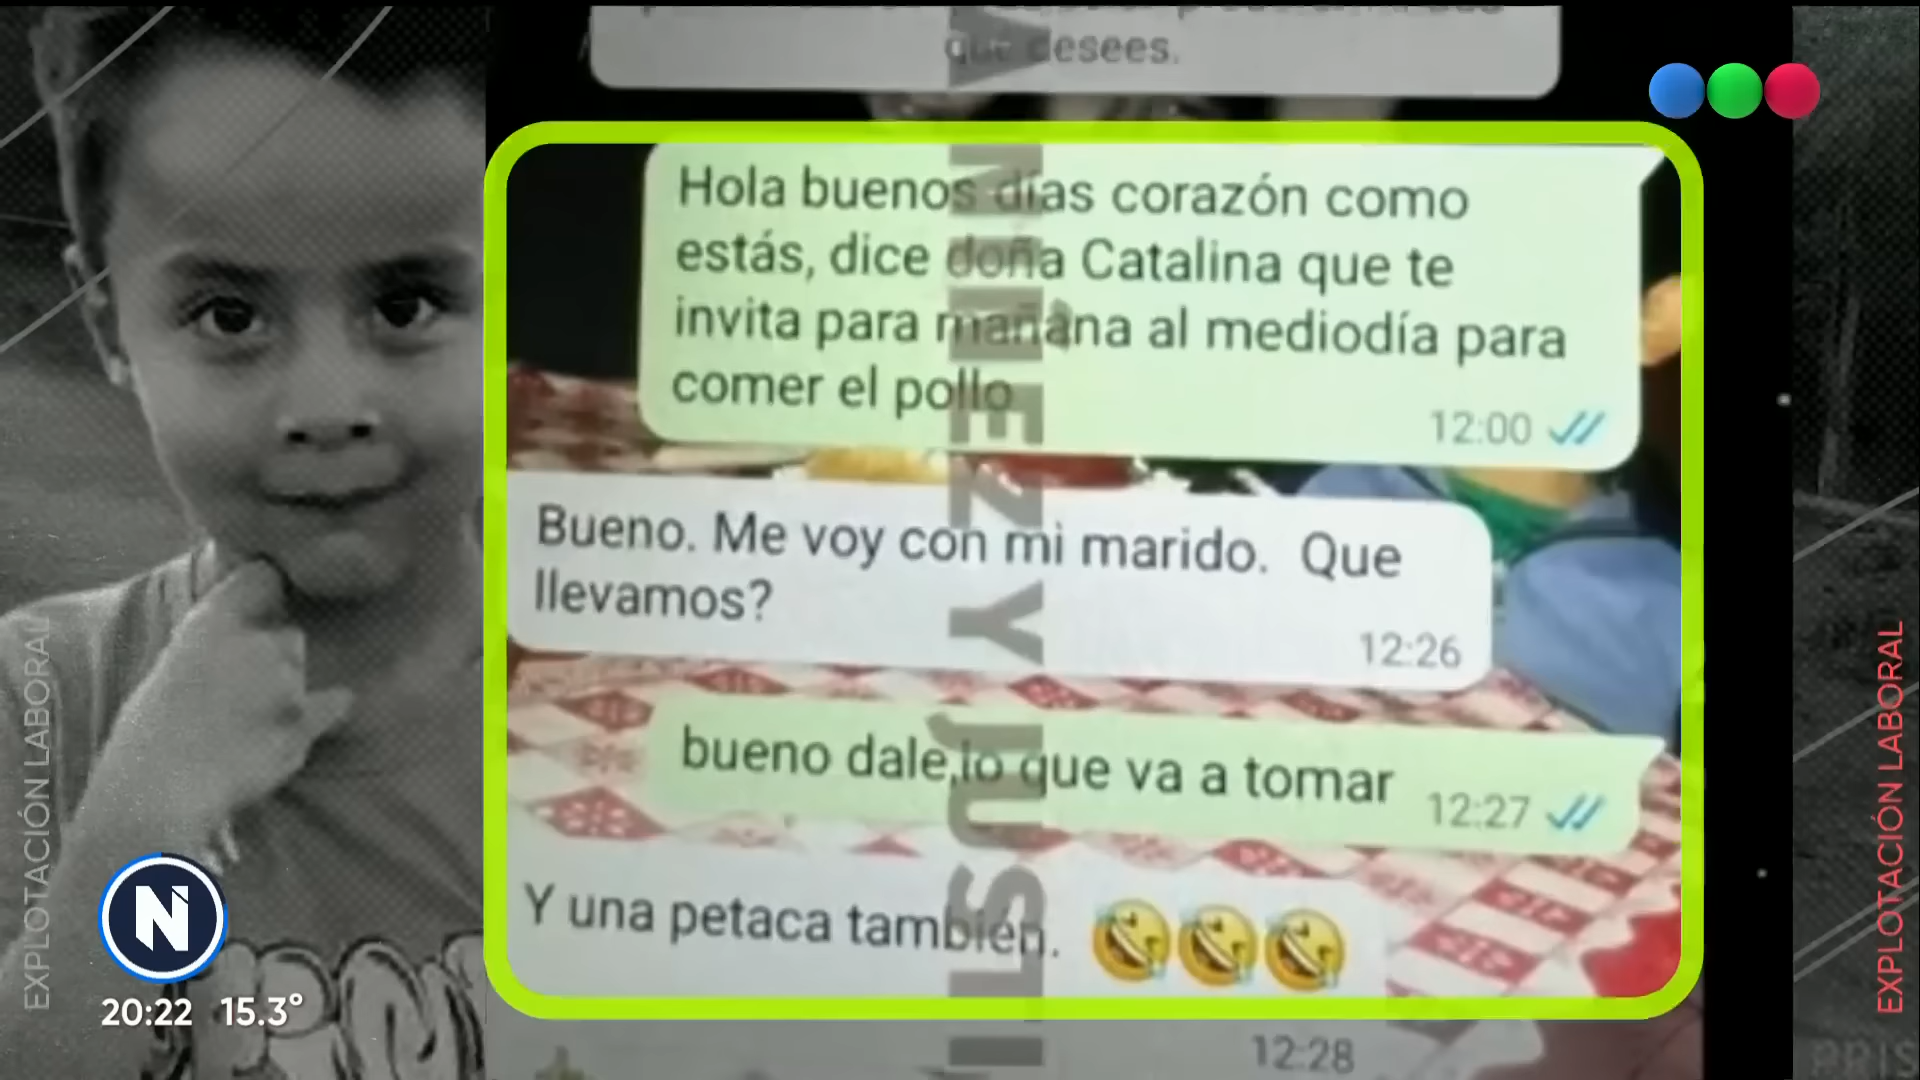 que desees.
Hola buenos días corazón como
estás, dice doña Catalina que te
invita para mañana al mediodía para
comer el pollo
12:00
Bueno. Me voy con mi marido. Que
llevamos?
12:26
bueno dale,lo que va a tomar
12:27
Y una petaca también.
12:28
EXPLOTACIÓN LABORAL
EXPLOTACIÓN LABORAL
N
20:22 15.3°